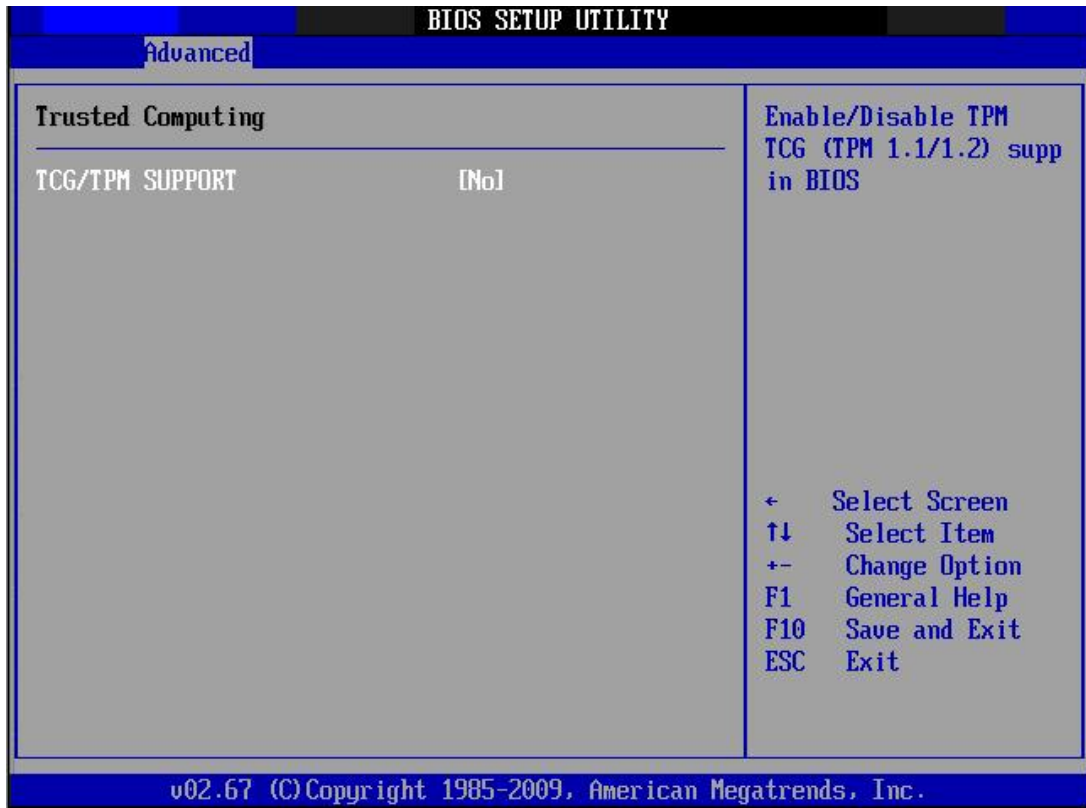 BIOS SETUP UTILITY
Advanced
Trusted Computing
TCG/TPM SUPPORT [No]
Enable/Disable TPM
TCG (TPM 1.1/1.2) supp
in BIOS
← Select Screen
↑↓ Select Item
+- Change Option
F1 General Help
F10 Save and Exit
ESC Exit
v02.67 (C)Copyright 1985-2009, American Megatrends, Inc.